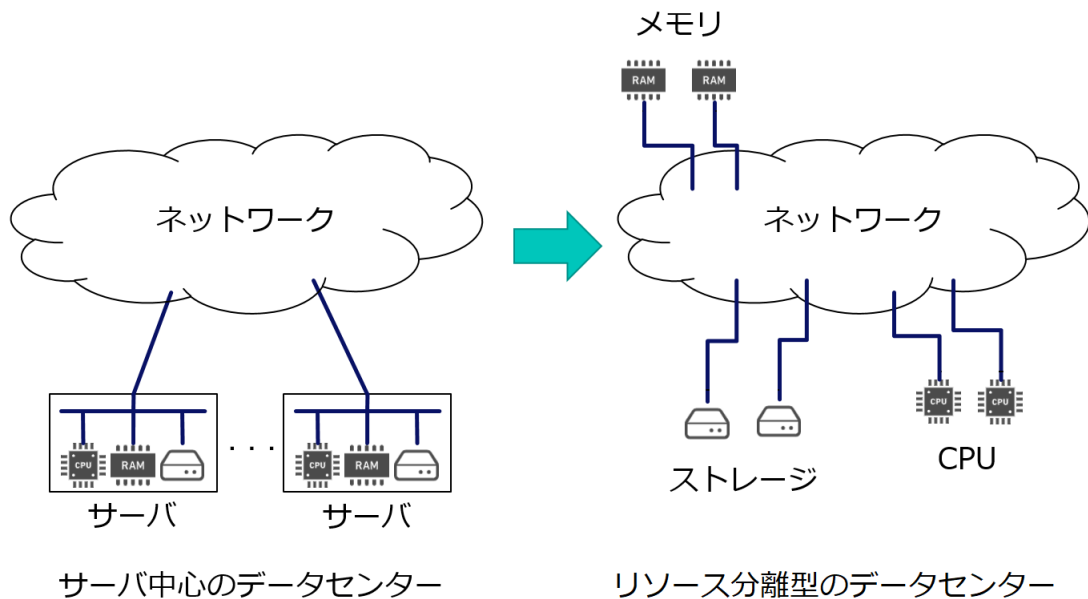 メモリ
RAM RAM
ネットワーク
ネットワーク
CPU RAM
・・・
CPU RAM
サーバ
サーバ
CPU CPU
ストレージ
CPU
サーバ中心のデータセンター
リソース分離型のデータセンター